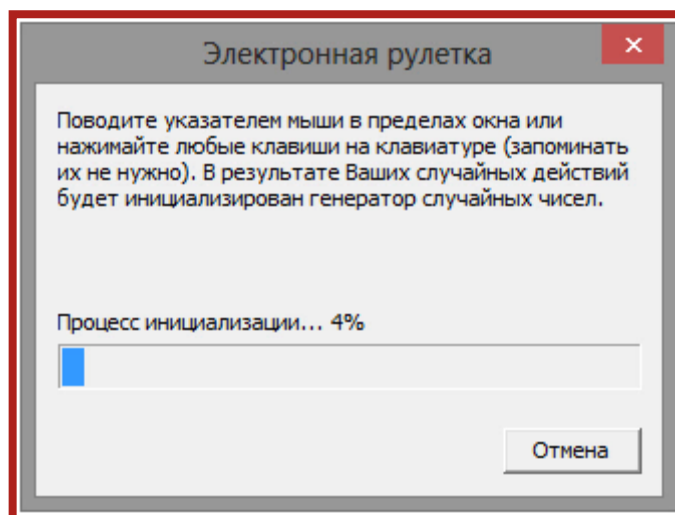 Электронная рулетка
Поводите указателем мыши в пределах окна или
нажимайте любые клавиши на клавиатуре (запоминать
их не нужно). В результате Ваших случайных действий
будет инициализирован генератор случайных чисел.
Процесс инициализации... 4%
Отмена